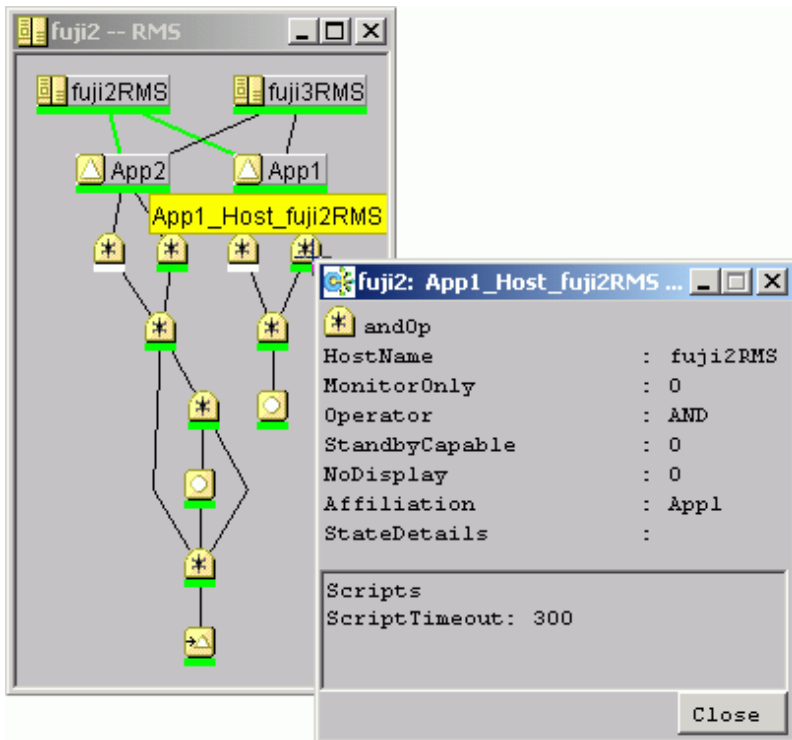 fuji2 -- RMS
fuji2RMS
fuji3RMS
App2
App1
App1_Host_fuji2RMS
fuji2: App1_Host_fuji2RMS ...
andOp
HostName : fuji2RMS
MonitorOnly : 0
Operator : AND
StandbyCapable : 0
NoDisplay : 0
Affiliation : App1
StateDetails :
Scripts
ScriptTimeout: 300
Close